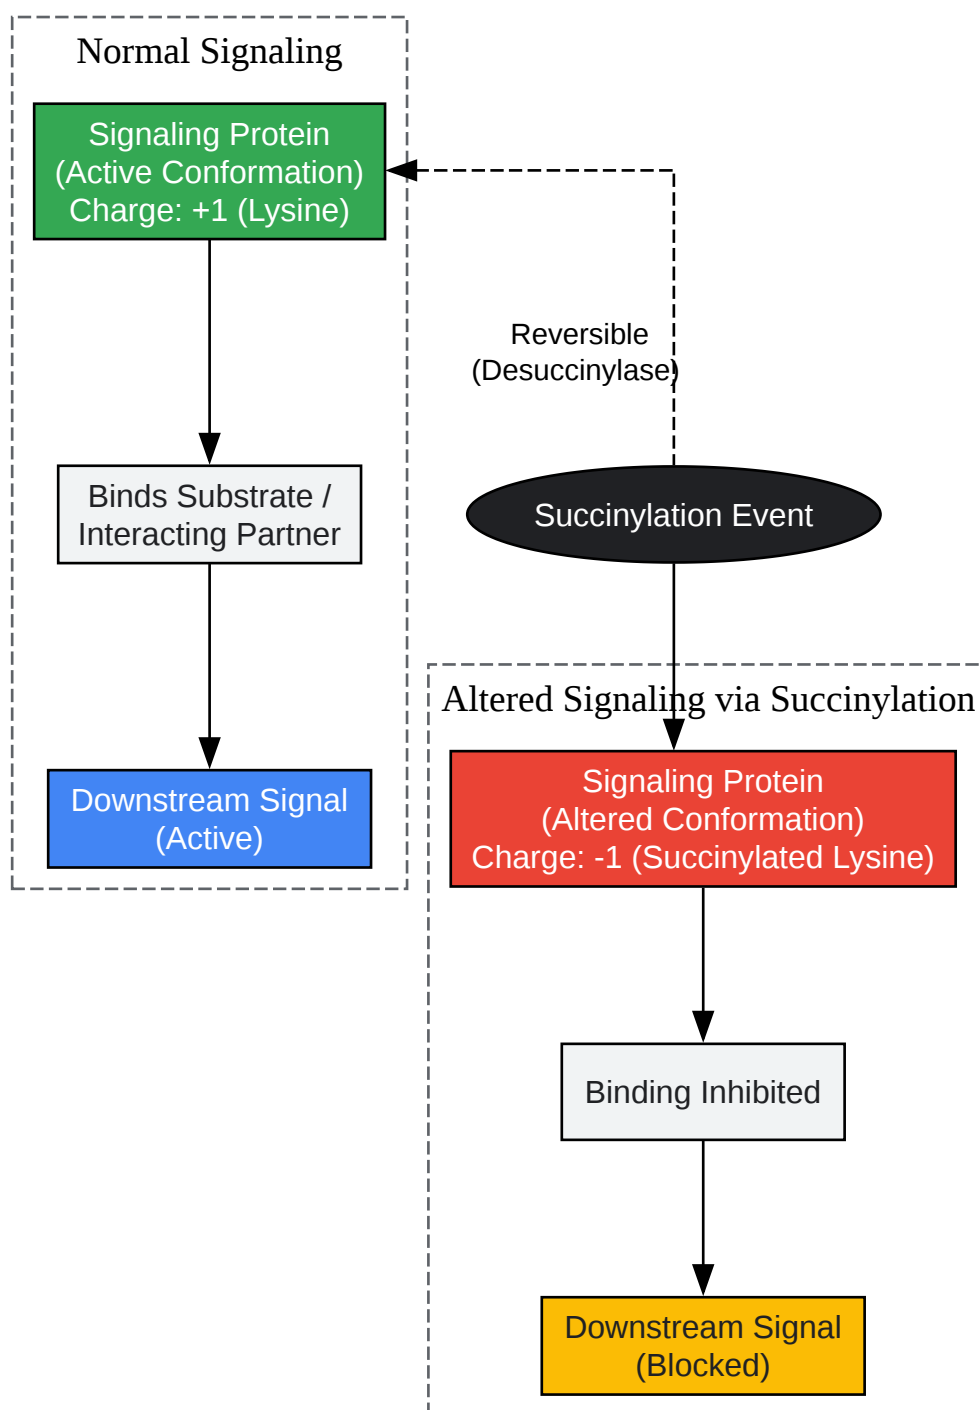 Normal Signaling
Signaling Protein
(Active Conformation)
Charge: +1 (Lysine)
Reversible
(Desuccinylase)
Binds Substrate /
Interacting Partner
Succinylation Event
Altered Signaling via Succinylation
Downstream Signal
(Active)
Signaling Protein
(Altered Conformation)
Charge: -1 (Succinylated Lysine)
Binding Inhibited
Downstream Signal
(Blocked)